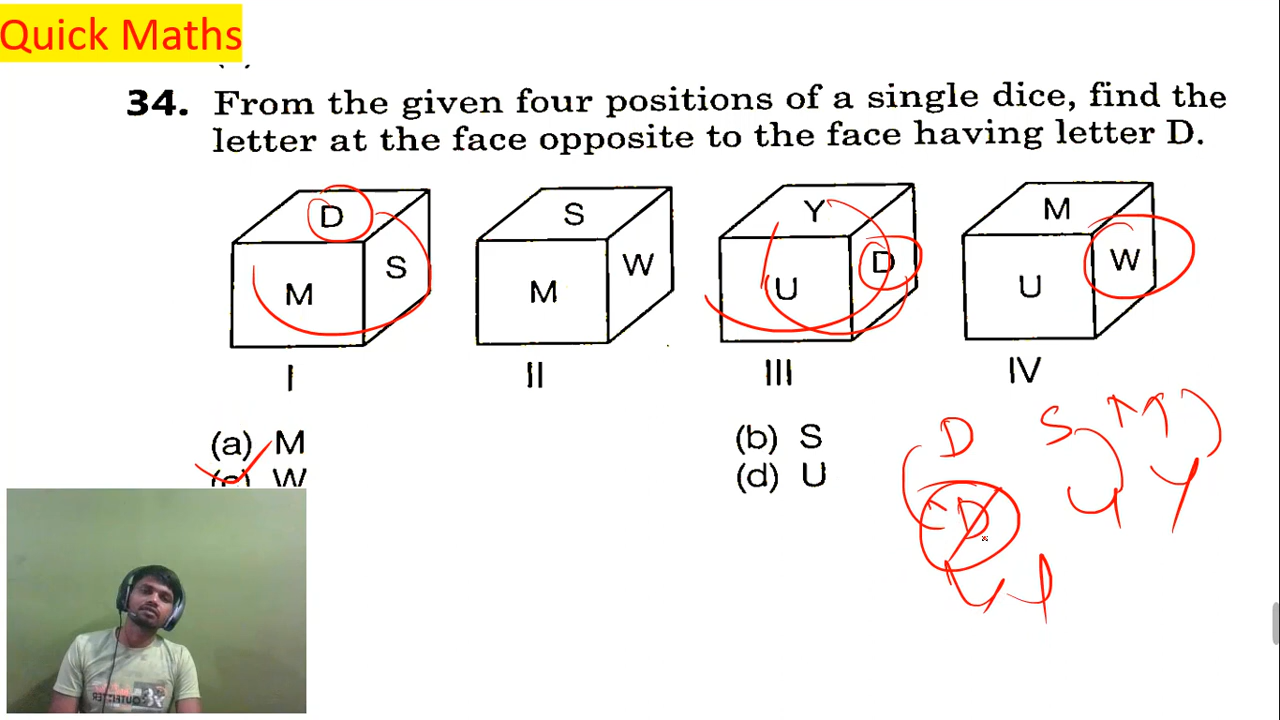 Quick Maths
34. From the given four positions of a single dice, find the
letter at the face opposite to the face having letter D.
D
M S
S
M W
Y
U D
M
U W
I II III IV
(a) M (b) S
(c) W (d) U
D S M
D U Y